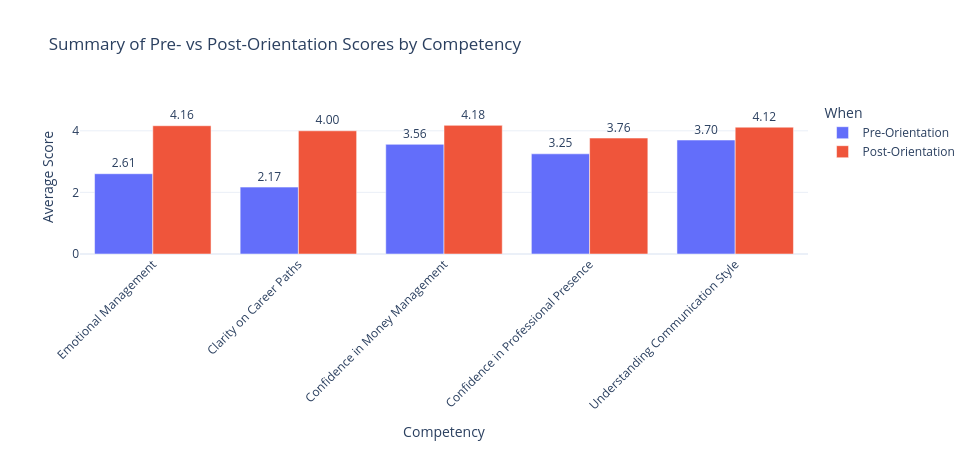 Summary of Pre- vs Post-Orientation Scores by Competency
When
Pre-Orientation
Post-Orientation
Average Score
4
2
0
2.61
4.16
2.17
4.00
3.56
4.18
3.25
3.76
3.70
4.12
Emotional Management
Clarity on Career Paths
Confidence in Money Management
Confidence in Professional Presence
Understanding Communication Style
Competency